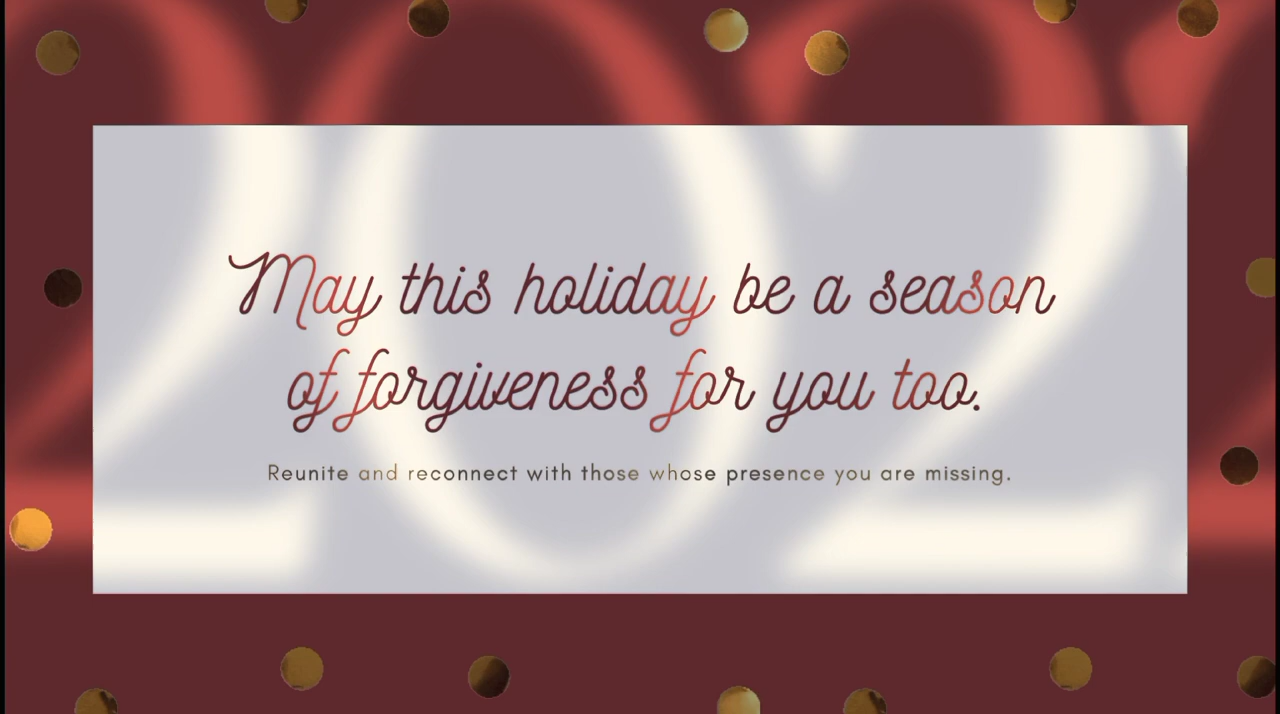 May this holiday be a season
of forgiveness for you too.
Reunite and reconnect with those whose presence you are missing.